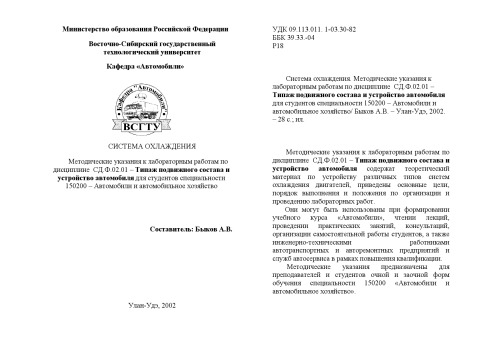 Министерство образования Российской Федерации
Восточно-Сибирский государственный
технологический университет
Кафедра «Автомобили»
Кафедра "Автомобили"
ВСГТУ
СИСТЕМА ОХЛАЖДЕНИЯ
Методические указания к лабораторным работам по
дисциплине СД.Ф.02.01 – Типаж подвижного состава и
устройство автомобиля для студентов специальности
150200 – Автомобили и автомобильное хозяйство
Составитель: Быков А.В.
Улан-Удэ, 2002
УДК 09.113.011. 1-03.30-82
ББК 39.33.-04
Р18
Система охлаждения. Методические указания к
лабораторным работам по дисциплине СД.Ф.02.01 –
Типаж подвижного состава и устройство автомобиля
для студентов специальности 150200 – Автомобили и
автомобильное хозяйство/ Быков А.В. – Улан-Удэ, 2002.
– 28 с., ил.
Методические указания к лабораторным работам по
дисциплине СД.Ф.02.01 – Типаж подвижного состава и
устройство автомобиля содержат теоретический
материал по устройству различных типов систем
охлаждения двигателей, приведены основные цели,
порядок выполнения и положения по организации и
проведению лабораторных работ.
Они могут быть использованы при формировании
учебного курса «Автомобили», чтении лекций,
проведении практических занятий, консультаций,
организации самостоятельной работы студентов, а также
инженерно-техническими работниками
автотранспортных и авторемонтных предприятий и
служб автосервиса в рамках повышения квалификации.
Методические указания предназначены для
преподавателей и студентов очной и заочной форм
обучения специальности 150200 «Автомобили и
автомобильное хозяйство».